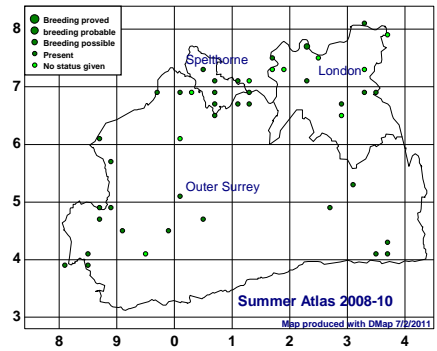 Breeding proved
breeding probable
Breeding possible
Present
No status given
8
7
6
5
4
3
Spelthorne
London
Outer Surrey
Summer Atlas 2008-10
Map produced with DMap 7/2/2011
8 9 0 1 2 3 4